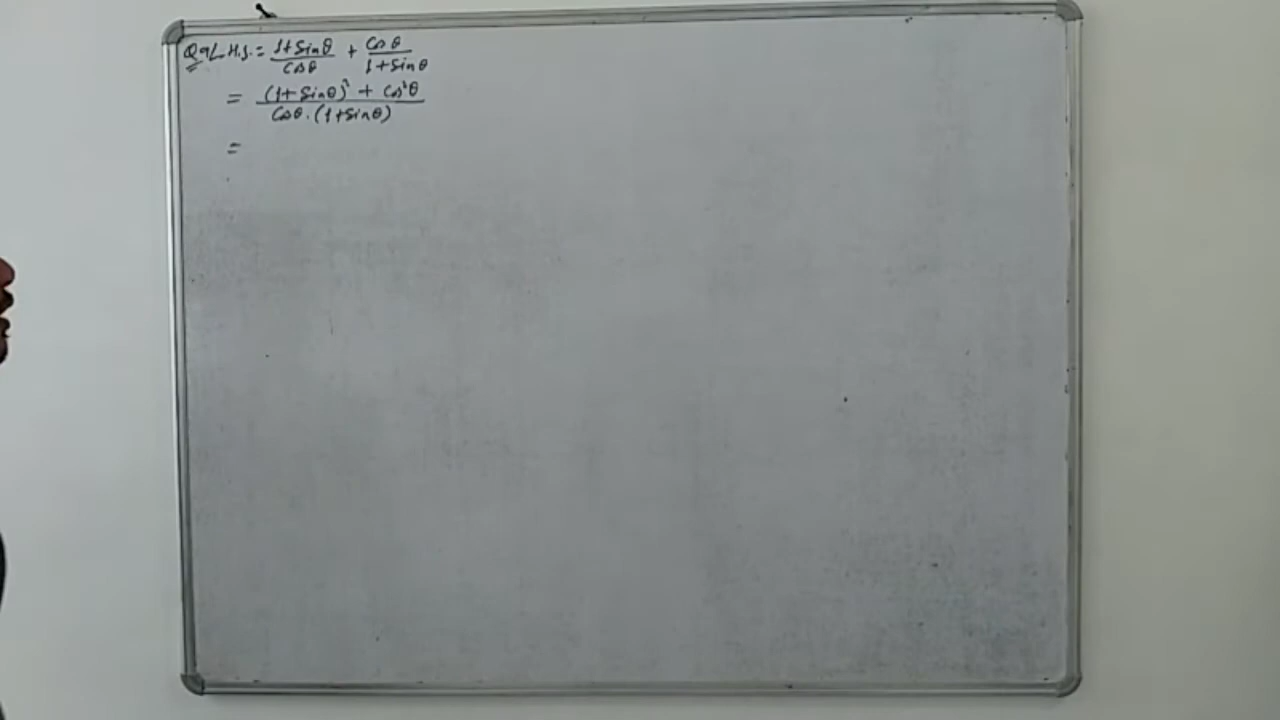 Q9/ L.H.S. = (1+Sinθ)/(Cosθ) + (Cosθ)/(1+Sinθ)
= ((1+Sinθ)² + Cos²θ)/(Cosθ.(1+Sinθ))
=